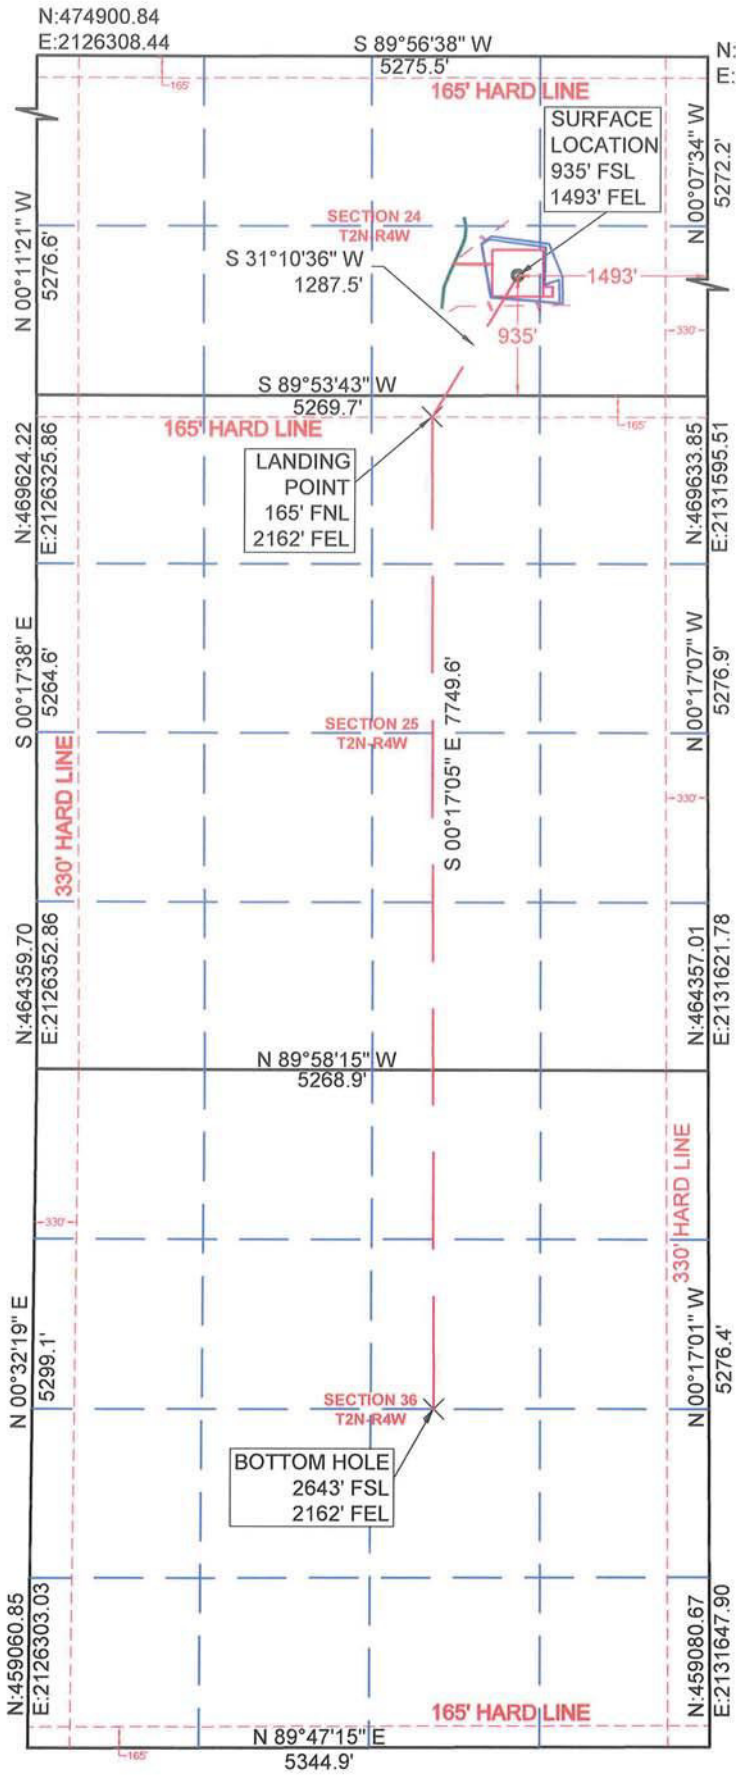 N:474900.84
E:2126308.44
S 89°56'38" W
5275.5'
N:
E:
165'
165' HARD LINE
SURFACE
LOCATION
935' FSL
1493' FEL
N 00°07'34" W
5272.2'
SECTION 24
T2N-R4W
N 00°11'21" W
5276.6'
S 31°10'36" W
1287.5'
1493'
935'
330'
S 89°53'43" W
5269.7'
165' HARD LINE
165'
LANDING
POINT
165' FNL
2162' FEL
N:469624.22
E:2126325.86
N:469633.85
E:2131595.51
S 00°17'38" E
5264.6'
SECTION 25
T2N-R4W
S 00°17'05" E 7749.6'
N 00°17'07" W
5276.9'
330' HARD LINE
330'
N:464359.70
E:2126352.86
N:464357.01
E:2131621.78
N 89°58'15" W
5268.9'
330'
330' HARD LINE
N 00°32'19" E
5299.1'
N 00°17'01" W
5276.4'
SECTION 36
T2N-R4W
BOTTOM HOLE
2643' FSL
2162' FEL
N:459060.85
E:2126303.03
N:459080.67
E:2131647.90
165' HARD LINE
N 89°47'15" E
5344.9'
165'